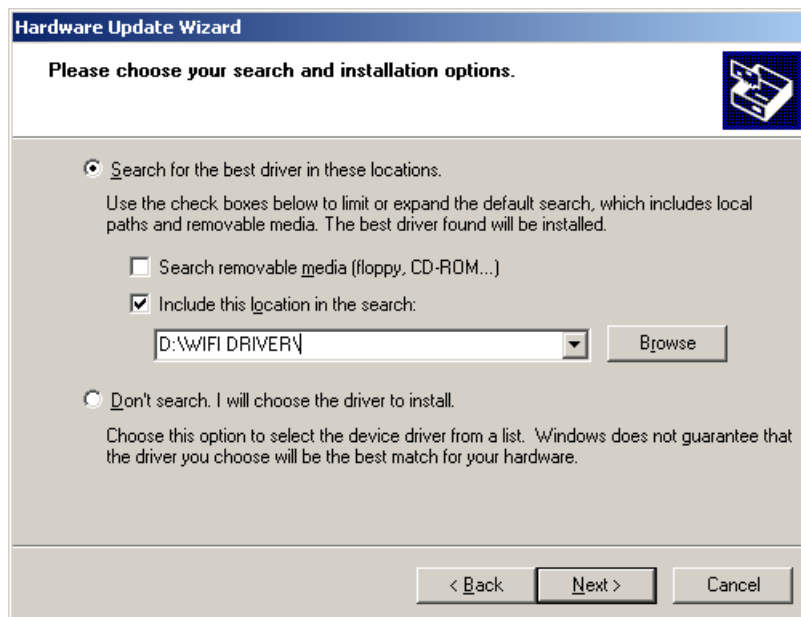 Hardware Update Wizard
Please choose your search and installation options.
Search for the best driver in these locations.
Use the check boxes below to limit or expand the default search, which includes local
paths and removable media. The best driver found will be installed.
Search removable media (floppy, CD-ROM...)
Include this location in the search:
D:\WIFI DRIVER\
Browse
Don't search. I will choose the driver to install.
Choose this option to select the device driver from a list. Windows does not guarantee that
the driver you choose will be the best match for your hardware.
< Back
Next >
Cancel